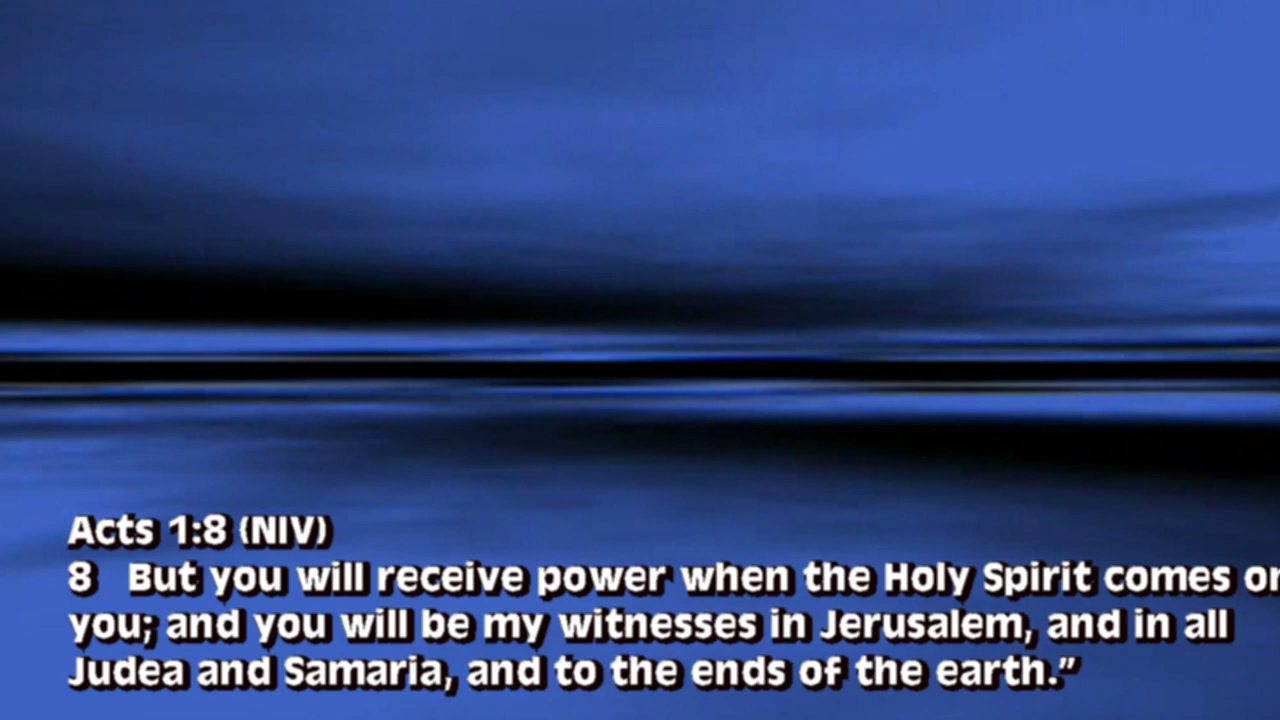 Acts 1:8 (NIV)
8 But you will receive power when the Holy Spirit comes on
you; and you will be my witnesses in Jerusalem, and in all
Judea and Samaria, and to the ends of the earth.”